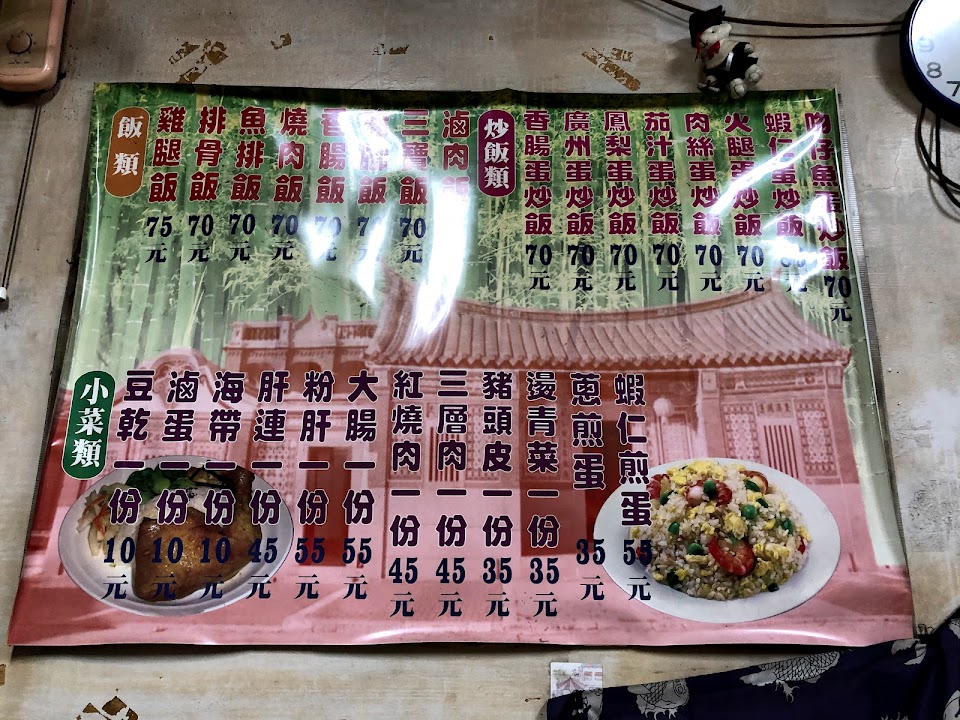 飯類
雞腿飯 75元
排骨飯 70元
魚排飯 70元
燒肉飯 70元
香腸飯 70元
飯 70元
三寶飯 70元
滷肉飯
炒飯類
香腸蛋炒飯 70元
廣州蛋炒飯 70元
鳳梨蛋炒飯 70元
茄汁蛋炒飯 70元
肉絲蛋炒飯 70元
火腿蛋炒飯 70元
蝦仁蛋炒飯 元
吻仔魚蛋炒飯 70元
小菜類
豆乾一份 10元
滷蛋一份 10元
海帶一份 10元
肝連一份 45元
粉肝一份 55元
大腸一份 55元
紅燒肉一份 45元
三層肉一份 45元
豬頭皮一份 35元
燙青菜一份 35元
蔥煎蛋 35元
蝦仁煎蛋 55元
9
8
7